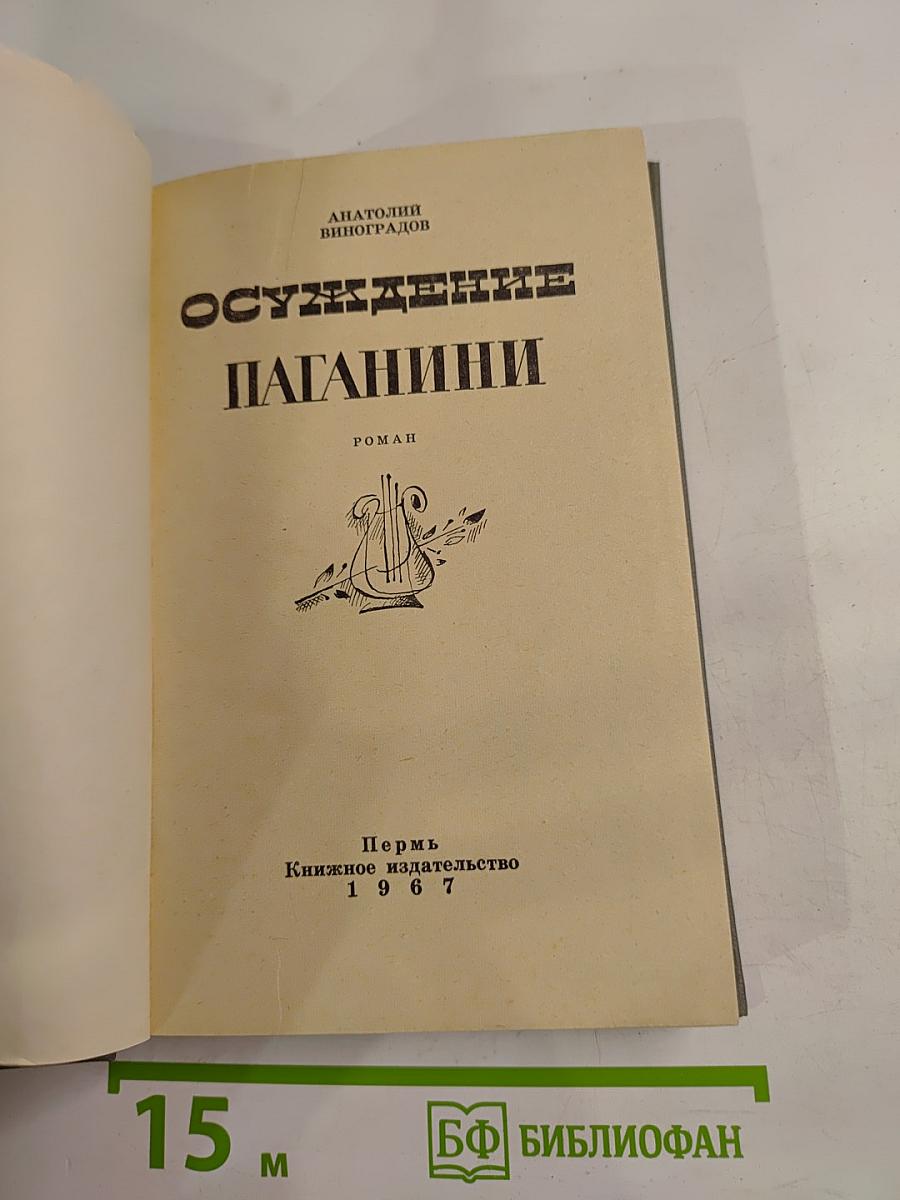 АНАТОЛИЙ
ВИНОГРАДОВ
ОСУЖДЕНИЕ
ПАГАНИНИ
РОМАН
Пермь
Книжное издательство
1967
15 м
БФ БИБЛИОФАН